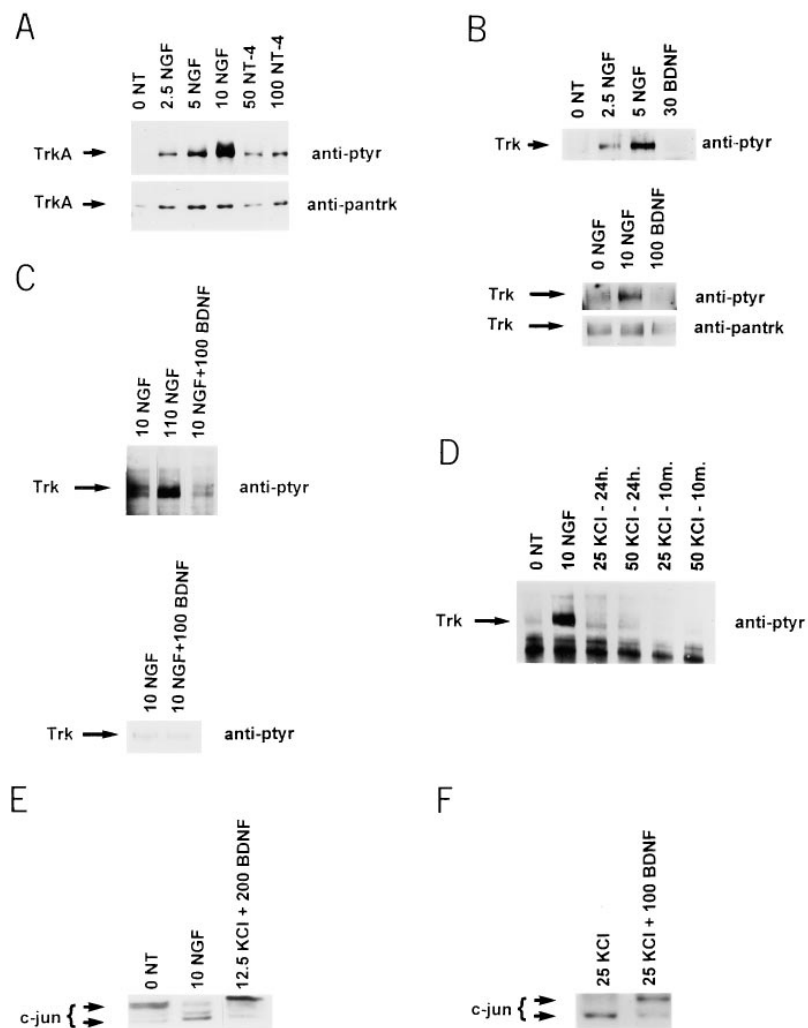 A
0 NT
2.5 NGF
5 NGF
10 NGF
50 NT-4
100 NT-4
TrkA
anti-ptyr
TrkA
anti-pantrk
B
0 NT
2.5 NGF
5 NGF
30 BDNF
Trk
anti-ptyr
0 NGF
10 NGF
100 BDNF
Trk
anti-ptyr
Trk
anti-pantrk
C
10 NGF
110 NGF
10 NGF+100 BDNF
Trk
anti-ptyr
10 NGF
10 NGF+100 BDNF
Trk
anti-ptyr
D
0 NT
10 NGF
25 KCl - 24h.
50 KCl - 24h.
25 KCl - 10m.
50 KCl - 10m.
Trk
anti-ptyr
E
0 NT
10 NGF
12.5 KCl + 200 BDNF
c-jun {
F
25 KCl
25 KCl + 100 BDNF
c-jun {